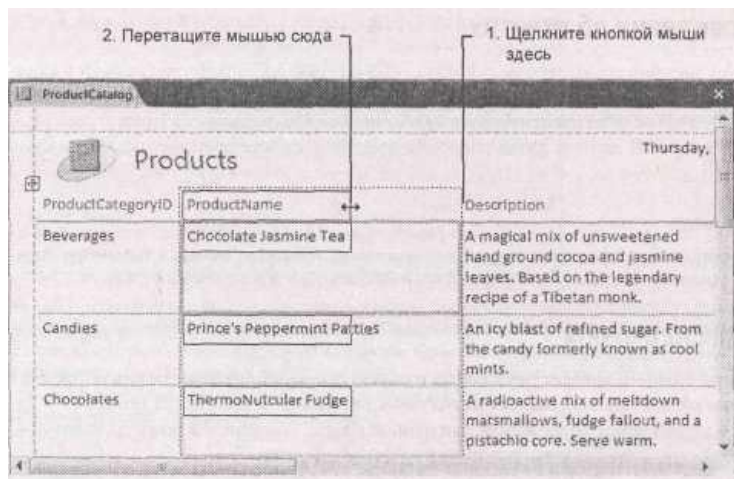 2. Перетащите мышью сюда
1. Щелкните кнопкой мыши
здесь
ProductCatalog
Products
Thursday,
ProductCategoryID ProductName Description
Beverages
Chocolate Jasmine Tea
A magical mix of unsweetened
hand ground cocoa and jasmine
leaves. Based on the legendary
recipe of a Tibetan monk.
Candies
Prince's Peppermint Patties
An icy blast of refined sugar. From
the candy formerly known as cool
mints.
Chocolates
ThermoNutcular Fudge
A radioactive mix of meltdown
marsmallows, fudge fallout, and a
pistachio core. Serve warm.